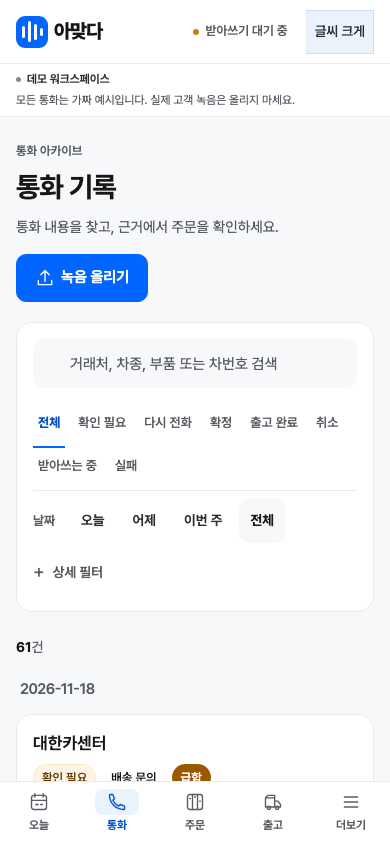 아맞다
받아쓰기 대기 중
글씨 크게
데모 워크스페이스
모든 통화는 가짜 예시입니다. 실제 고객 녹음은 올리지 마세요.
통화 아카이브
통화 기록
통화 내용을 찾고, 근거에서 주문을 확인하세요.
녹음 올리기
거래처, 차종, 부품 또는 차번호 검색
전체 확인 필요 다시 전화 확정 출고 완료 취소
받아쓰는 중 실패
날짜 오늘 어제 이번 주 전체
+ 상세 필터
61건
2026-11-18
대한카센터
확인 필요 배송 문의 급함
오늘 통화 주문 출고 더보기